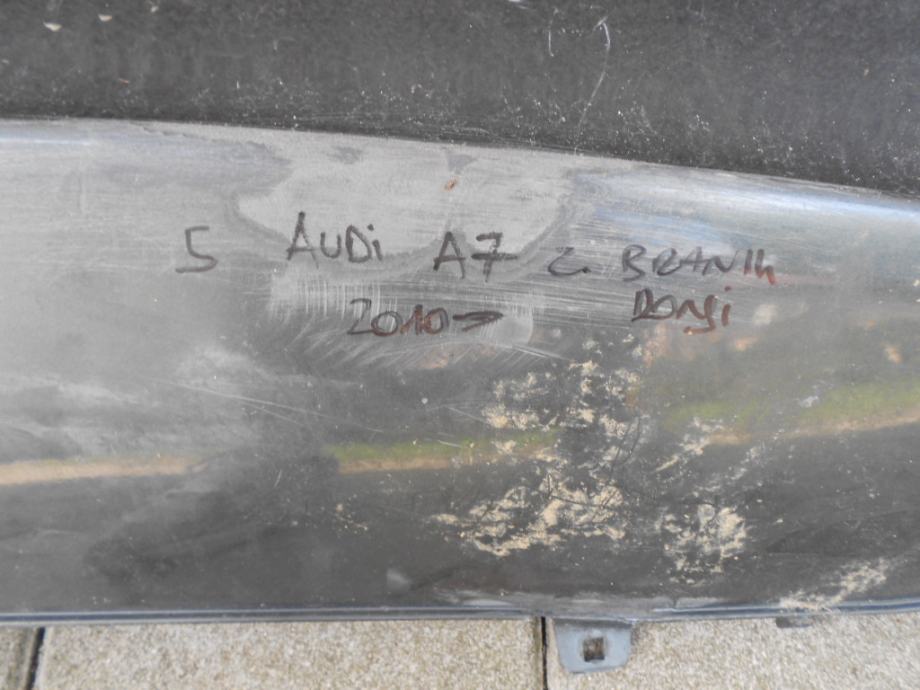 5 AUDi A7 Z. BRANIK
2010-> DONJi